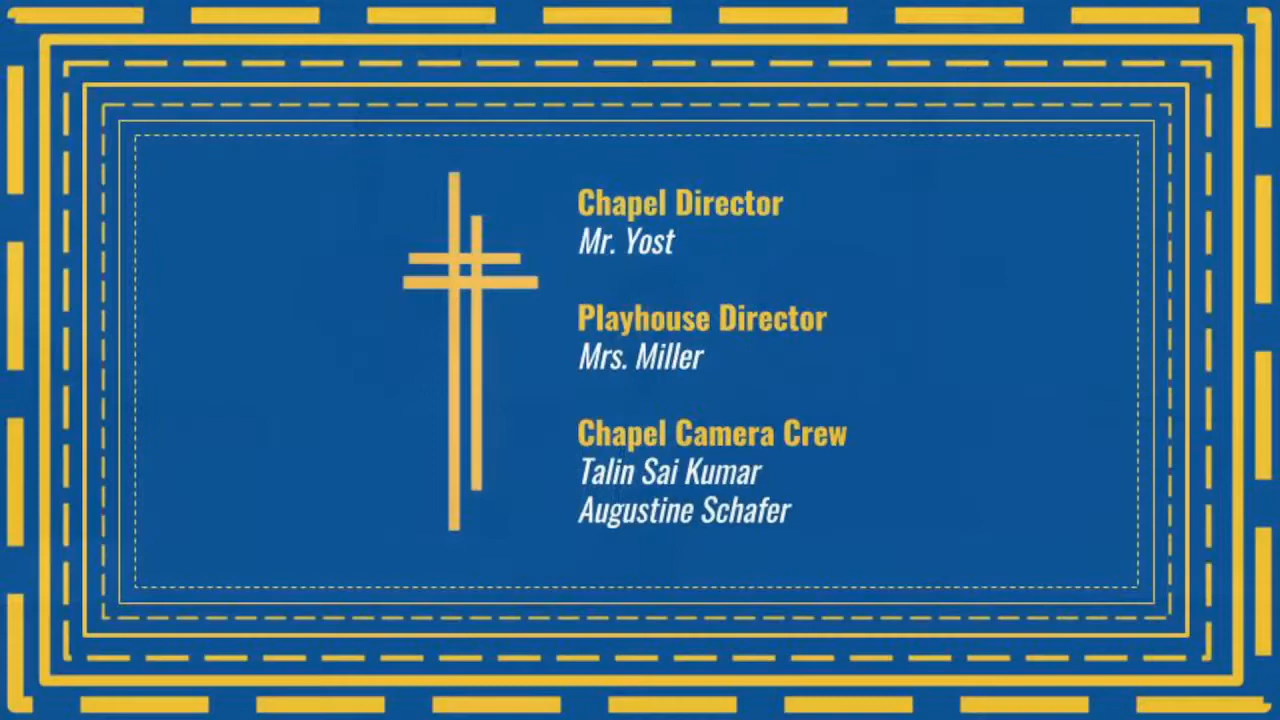 Chapel Director
Mr. Yost
Playhouse Director
Mrs. Miller
Chapel Camera Crew
Talin Sai Kumar
Augustine Schafer